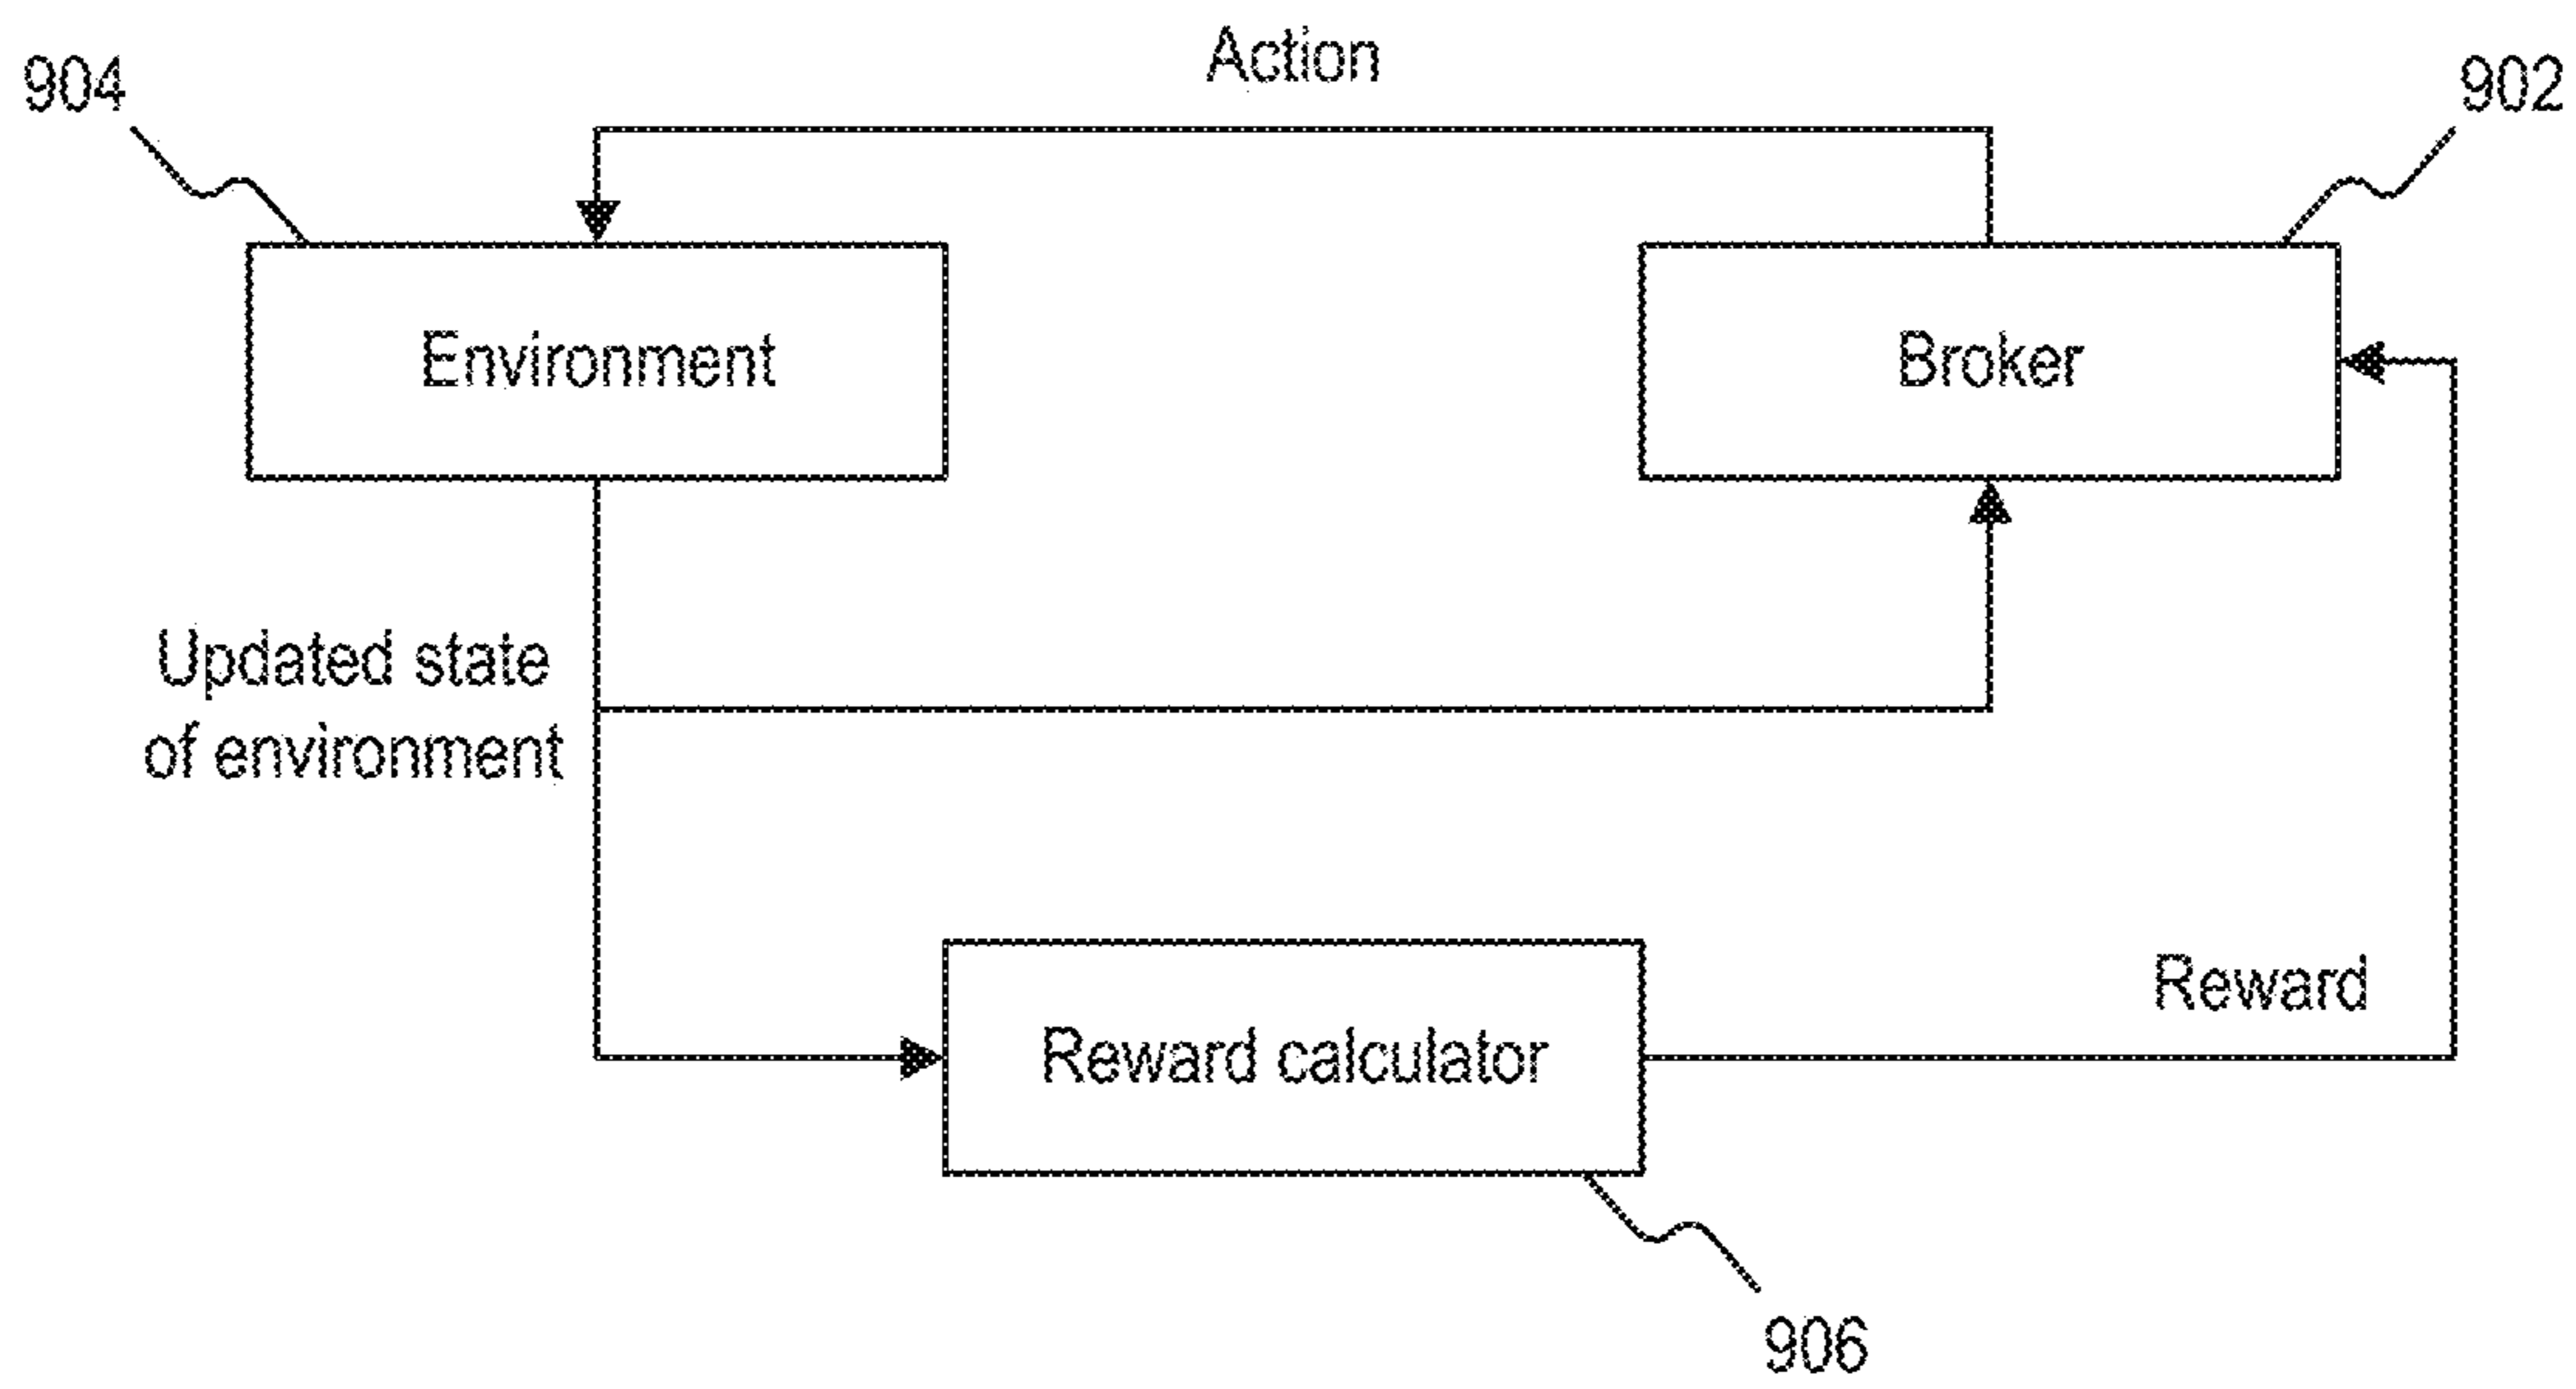 Action
904
902
Environment
Broker
Updated state
of environment
Reward
Reward calculator
906